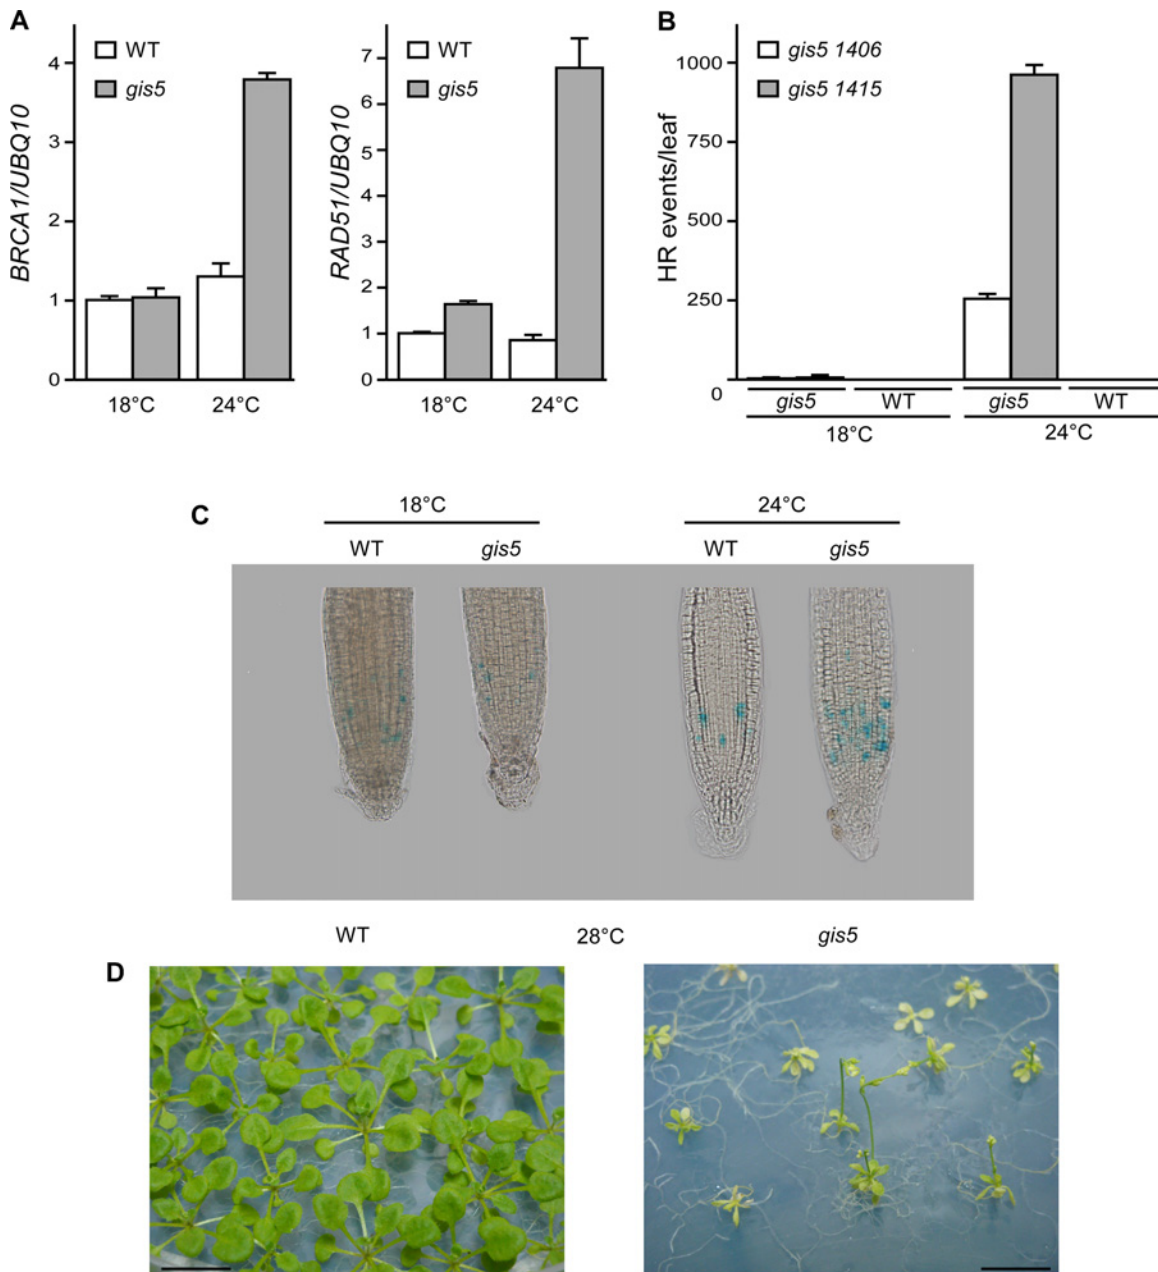 A
BRCA1/UBQ10
4
3
2
1
0
WT
gis5
18°C
24°C
RAD51/UBQ10
7
6
5
4
3
2
1
0
WT
gis5
18°C
24°C
B
HR events/leaf
1000
750
500
250
0
gis5 1406
gis5 1415
gis5
WT
gis5
WT
18°C
24°C
C
18°C
24°C
WT
gis5
WT
gis5
WT
28°C
gis5
D